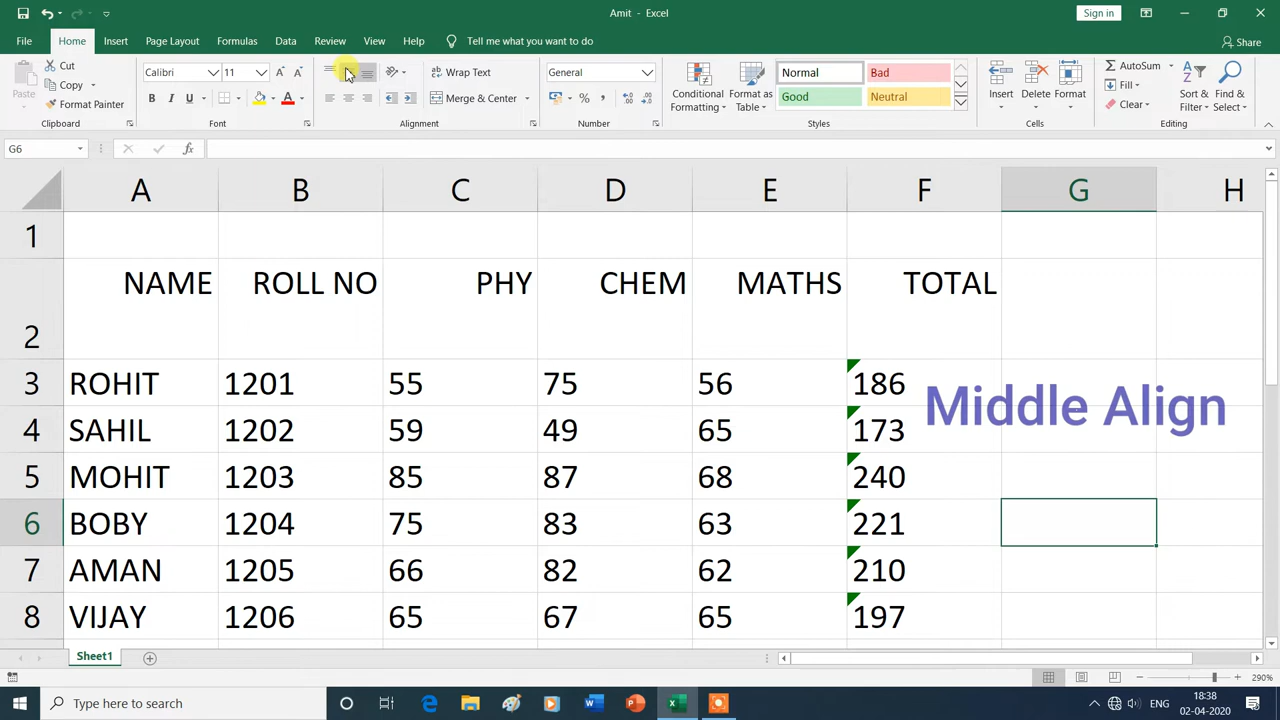 Amit - Excel
Sign in
File Home Insert Page Layout Formulas Data Review View Help Tell me what you want to do Share
Paste
Cut
Copy
Format Painter
Clipboard
Calibri 11
B I U A
Font
Wrap Text
Merge & Center
Alignment
General
% ,
Number
Conditional Formatting
Format as Table
Normal Bad
Good Neutral
Styles
Insert Delete Format
Cells
AutoSum
Fill
Clear
Sort & Filter
Find & Select
Editing
G6 fx
A B C D E F G H
1
2 NAME ROLL NO PHY CHEM MATHS TOTAL
3 ROHIT 1201 55 75 56 186
4 SAHIL 1202 59 49 65 173
5 MOHIT 1203 85 87 68 240
6 BOBY 1204 75 83 63 221
7 AMAN 1205 66 82 62 210
8 VIJAY 1206 65 67 65 197
Middle Align
Sheet1
290%
Type here to search
ENG
18:38
02-04-2020